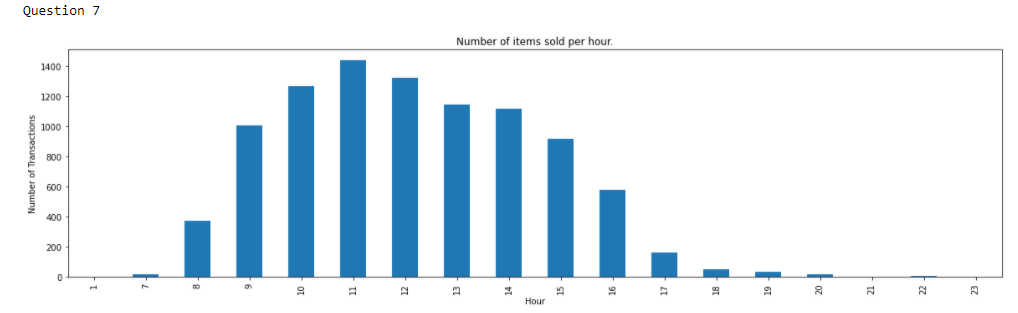 Question 7
Number of items sold per hour.
Number of Transactions
1400
1200
1000
800
600
400
200
0
1 7 8 9 10 11 12 13 14 15 16 17 18 19 20 21 22 23
Hour